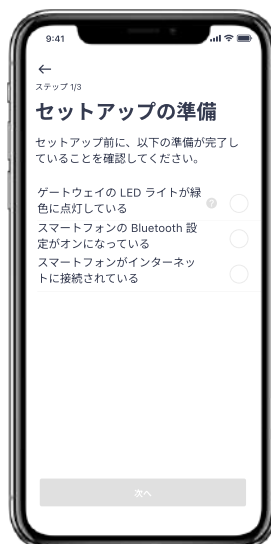 9:41
ステップ 1/3
セットアップの準備
セットアップ前に、以下の準備が完了し
ていることを確認してください。
ゲートウェイの LED ライトが緑
色に点灯している
?
スマートフォンの Bluetooth 設
定がオンになっている
スマートフォンがインターネッ
トに接続されている
次へ